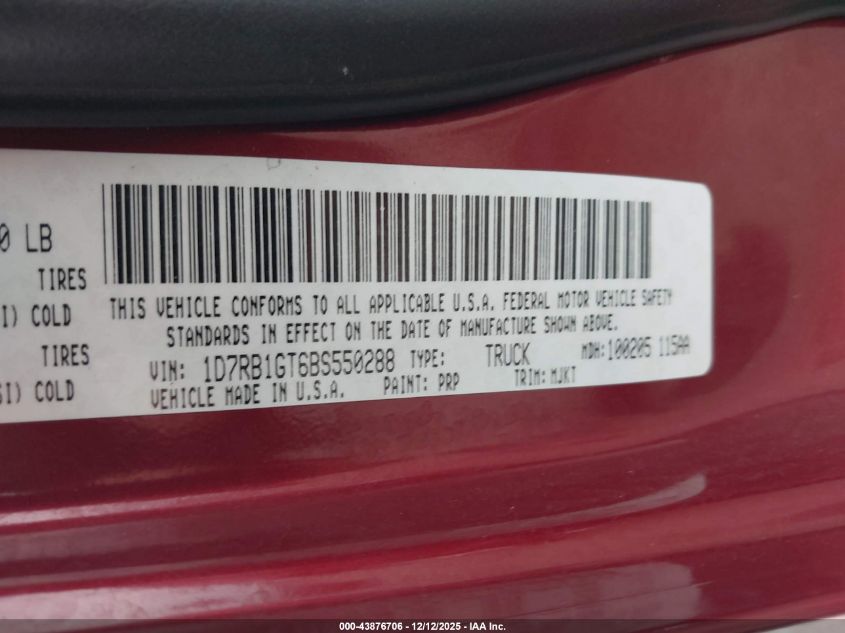 0 LB
TIRES
I) COLD
TIRES
SI) COLD
THIS VEHICLE CONFORMS TO ALL APPLICABLE U.S.A. FEDERAL MOTOR VEHICLE SAFETY
STANDARDS IN EFFECT ON THE DATE OF MANUFACTURE SHOWN ABOVE.
VIN: 1D7RB1GT6BS550288 TYPE: TRUCK MDH:100205 115AA
VEHICLE MADE IN U.S.A. PAINT: PRP TRIM: MJKT
000-43876706 - 12/12/2025 - IAA Inc.